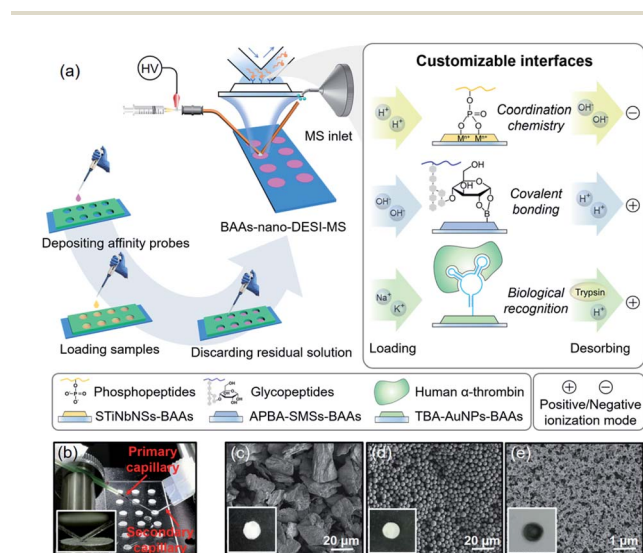 (a)
HV
MS inlet
BAAs-nano-DESI-MS
Depositing affinity probes
Loading samples
Discarding residual solution
Customizable interfaces
H⁺
H⁺
O
O=P=O
O O
Mⁿ⁺ Mⁿ⁺
Coordination
chemistry
OH⁻
OH⁻
−
OH⁻
OH⁻
OH
O
HO
O
O
O
B
Covalent
bonding
H⁺
H⁺
+
Na⁺
K⁺
Biological
recognition
Trypsin
H⁺
+
Loading
Desorbing
Phosphopeptides
Glycopeptides
Human α-thrombin
STiNbNSs-BAAs
APBA-SMSs-BAAs
TBA-AuNPs-BAAs
+ −
Positive/Negative
ionization mode
(b)
Primary
capillary
Secondary
capillary
(c)
20 μm
(d)
20 μm
(e)
1 μm